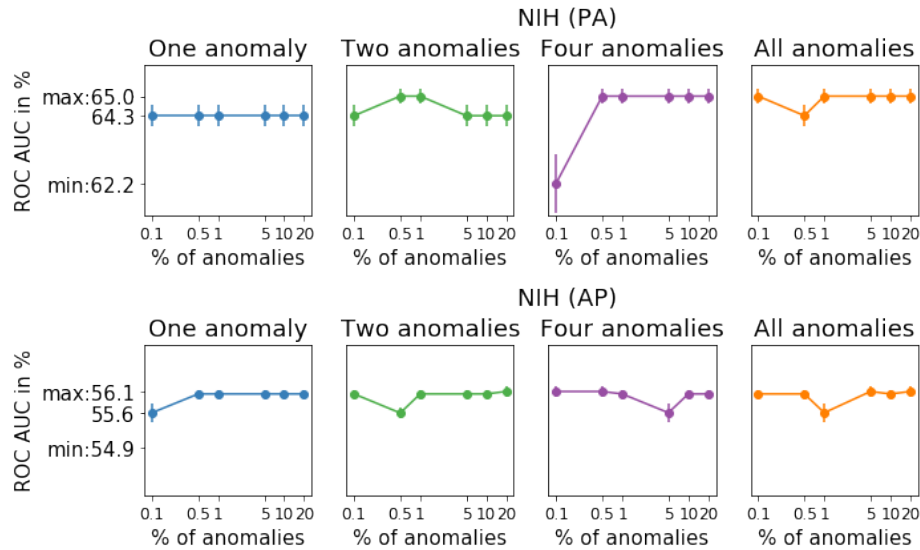 NIH (PA)
One anomaly Two anomalies Four anomalies All anomalies
ROC AUC in %
max:65.0
64.3
min:62.2
0.1 0.5 1 5 10 20 0.1 0.5 1 5 10 20 0.1 0.5 1 5 10 20 0.1 0.5 1 5 10 20
% of anomalies % of anomalies % of anomalies % of anomalies
NIH (AP)
One anomaly Two anomalies Four anomalies All anomalies
ROC AUC in %
max:56.1
55.6
min:54.9
0.1 0.5 1 5 10 20 0.1 0.5 1 5 10 20 0.1 0.5 1 5 10 20 0.1 0.5 1 5 10 20
% of anomalies % of anomalies % of anomalies % of anomalies